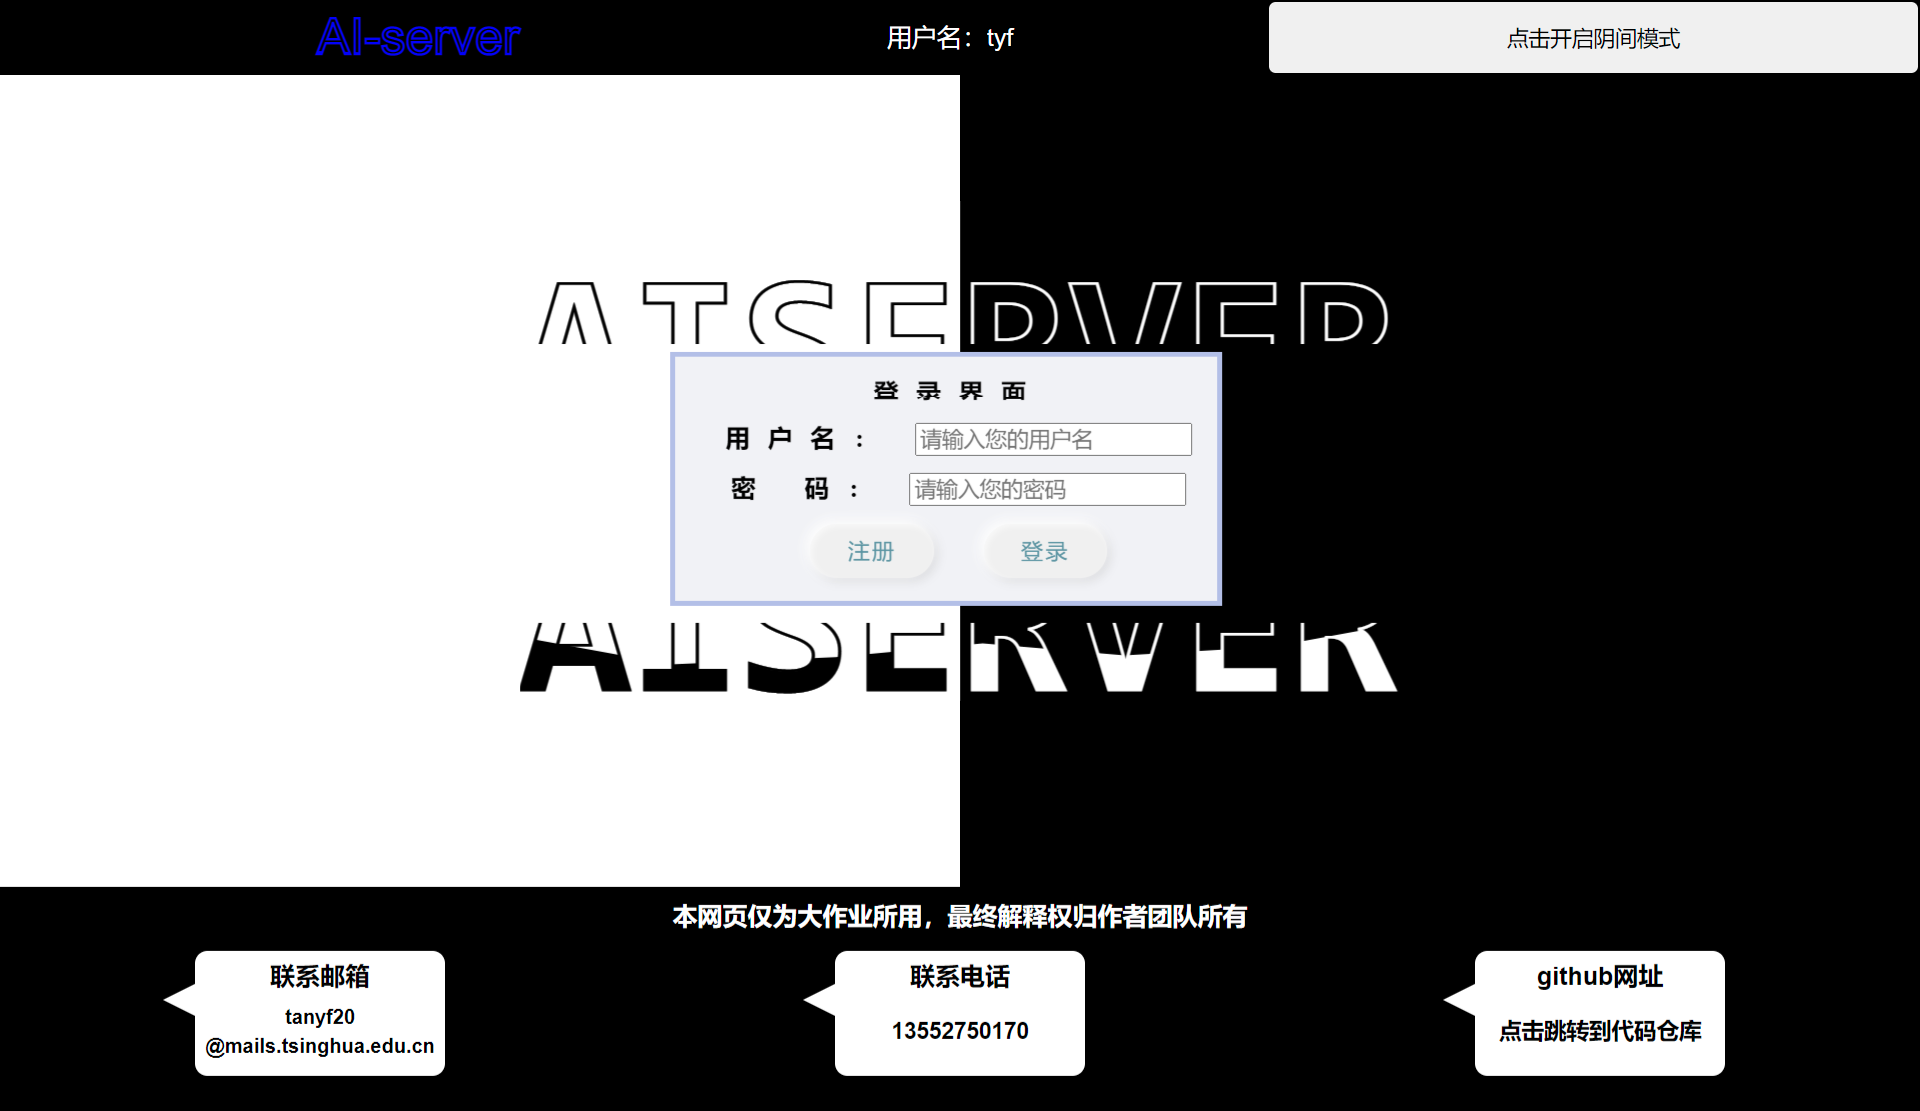 AI-server
用户名：tyf
点击开启阴间模式
AISERVER
登录界面
用户名：
请输入您的用户名
密 码：
请输入您的密码
注册
登录
AISERVER
本网页仅为大作业所用，最终解释权归作者团队所有
联系邮箱
tanyf20
@mails.tsinghua.edu.cn
联系电话
13552750170
github网址
点击跳转到代码仓库